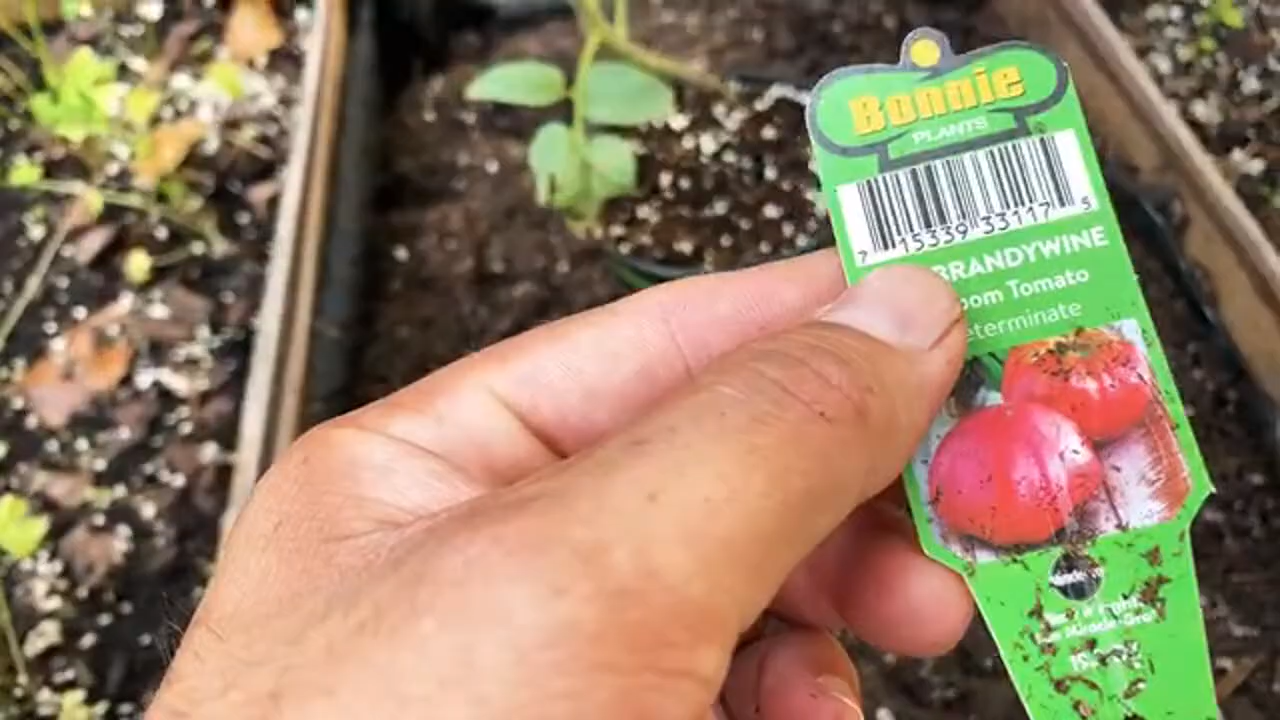 Bonnie
PLANTS
7 15339 33117 5
BRANDYWINE
oom Tomato
eterminate